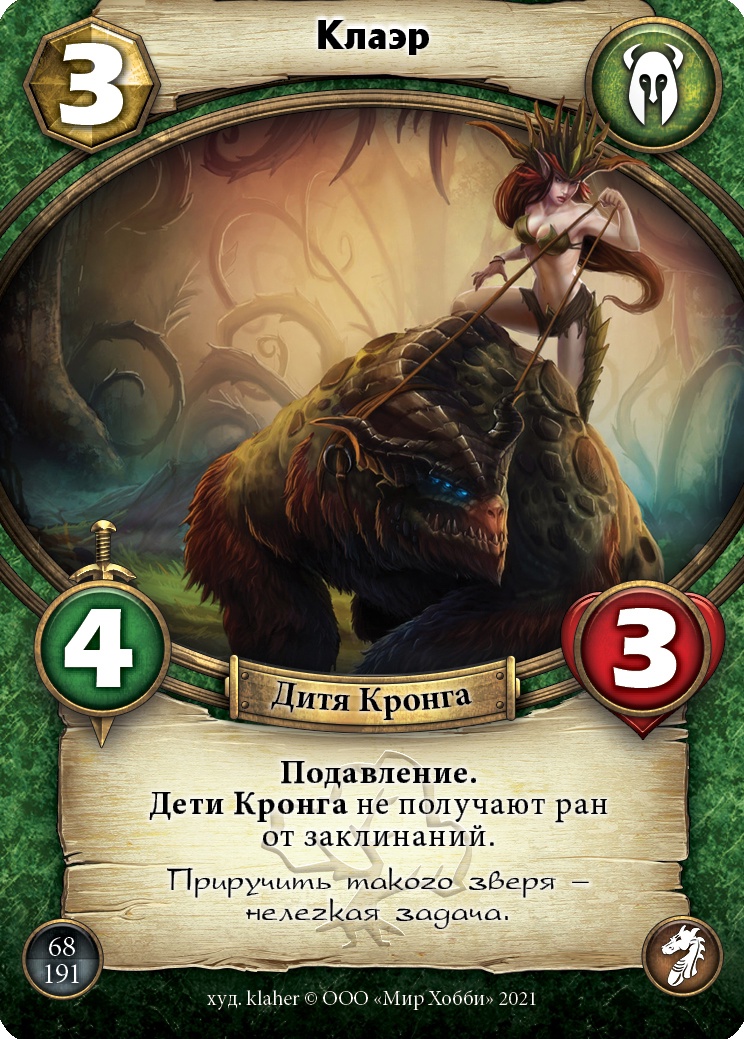 Клаэр
3
4
3
Дитя Кронга
Подавление.
Дети Кронга не получают ран
от заклинаний.
Приручить такого зверя –
нелегкая задача.
68
191
худ. klaher © ООО «Мир Хобби» 2021